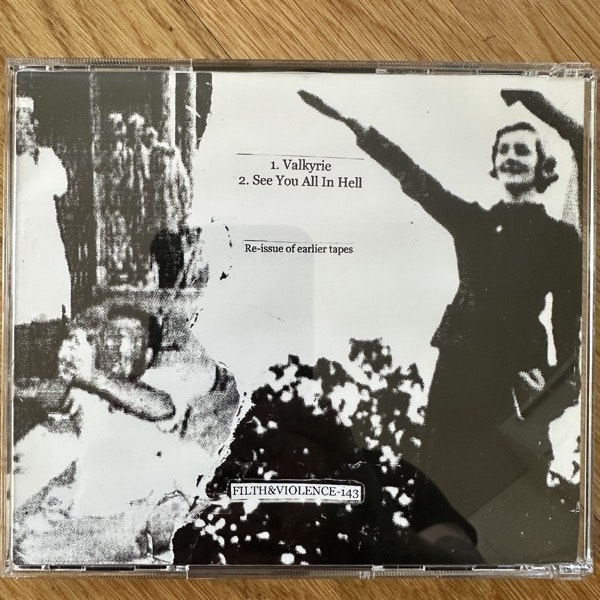 1. Valkyrie
2. See You All In Hell
Re-issue of earlier tapes
FILTH&VIOLENCE-143